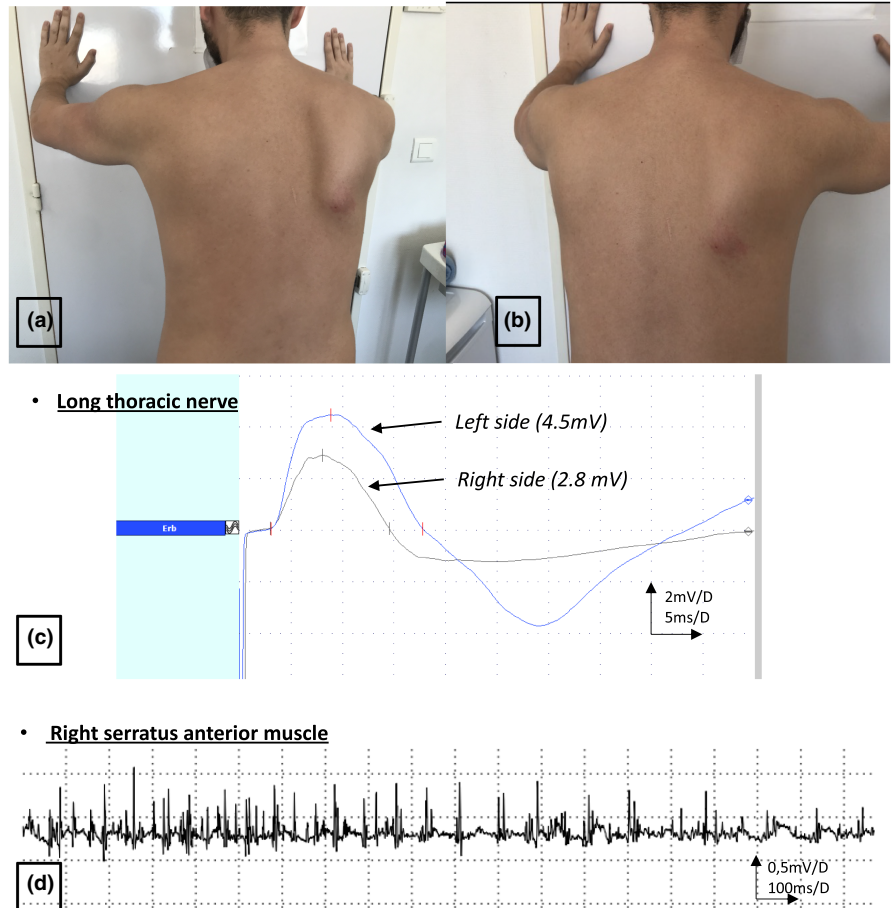 (a)
(b)
• Long thoracic nerve
Left side (4.5mV)
Right side (2.8 mV)
Erb
2mV/D
5ms/D
(c)
• Right serratus anterior muscle
0,5mV/D
100ms/D
(d)